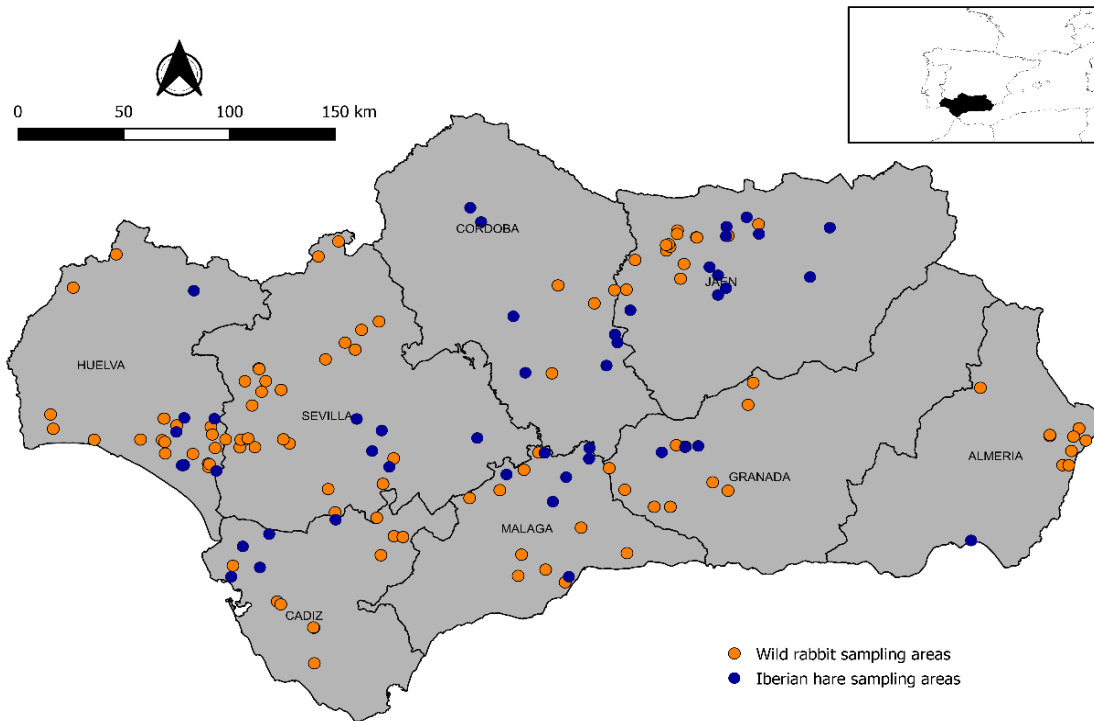 0 50 100 150 km
CORDOBA
JAEN
HUELVA
SEVILLA
GRANADA
ALMERIA
MALAGA
CADIZ
Wild rabbit sampling areas
Iberian hare sampling areas